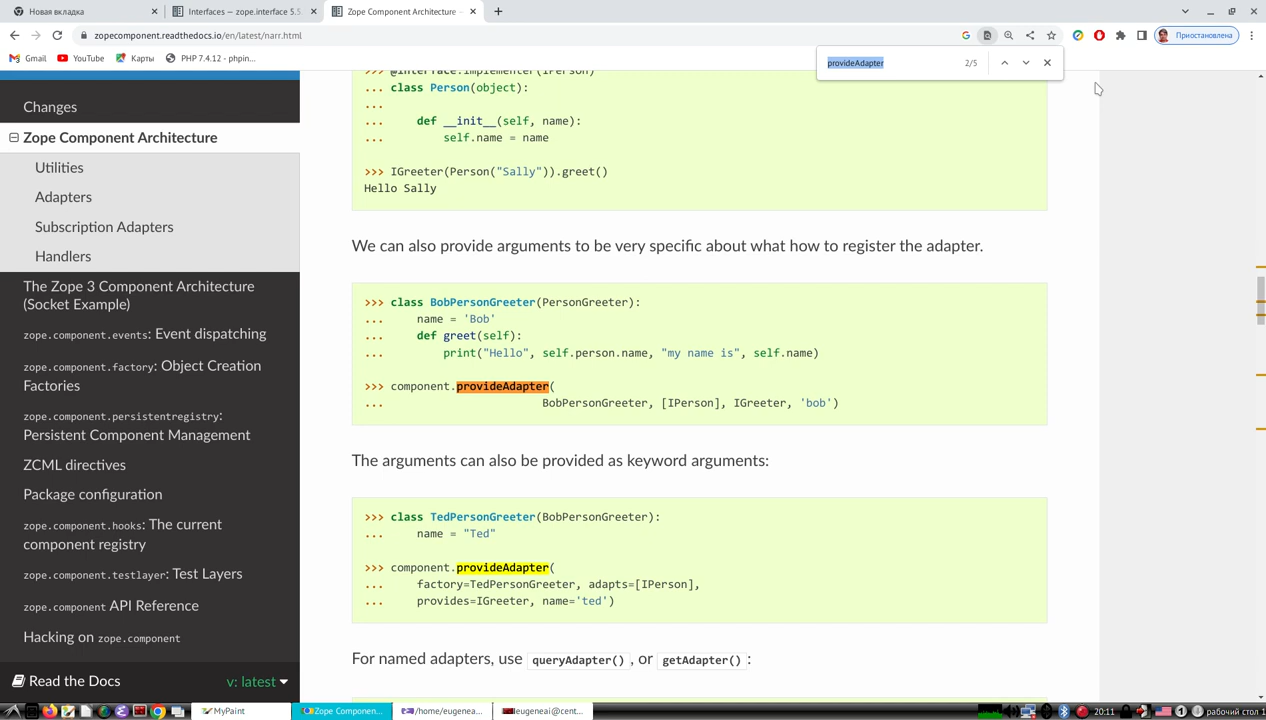 Новая вкладка
Interfaces — zope.interface 5.5.
Zope Component Architecture —
zopecomponent.readthedocs.io/en/latest/narr.html
Приостановлена
Gmail
YouTube
Карты
PHP 7.4.12 - phpin...
provideAdapter
2/5
Changes
Zope Component Architecture
Utilities
Adapters
Subscription Adapters
Handlers
The Zope 3 Component Architecture
(Socket Example)
zope.component.events: Event dispatching
zope.component.factory: Object Creation
Factories
zope.component.persistentregistry:
Persistent Component Management
ZCML directives
Package configuration
zope.component.hooks: The current
component registry
zope.component.testlayer: Test Layers
zope.component API Reference
Hacking on zope.component
Read the Docs
v: latest
>>> @interface.implementer(IPerson)
... class Person(object):
...
...     def __init__(self, name):
...         self.name = name
>>> IGreeter(Person("Sally")).greet()
Hello Sally
We can also provide arguments to be very specific about what how to register the adapter.
>>> class BobPersonGreeter(PersonGreeter):
...     name = 'Bob'
...     def greet(self):
...         print("Hello", self.person.name, "my name is", self.name)
>>> component.provideAdapter(
...                        BobPersonGreeter, [IPerson], IGreeter, 'bob')
The arguments can also be provided as keyword arguments:
>>> class TedPersonGreeter(BobPersonGreeter):
...     name = "Ted"
>>> component.provideAdapter(
...     factory=TedPersonGreeter, adapts=[IPerson],
...     provides=IGreeter, name='ted')
For named adapters, use queryAdapter(), or getAdapter():
MyPaint
Zope Componen...
/home/eugenea...
eugeneai@cent...
20:11
рабочий стол 1